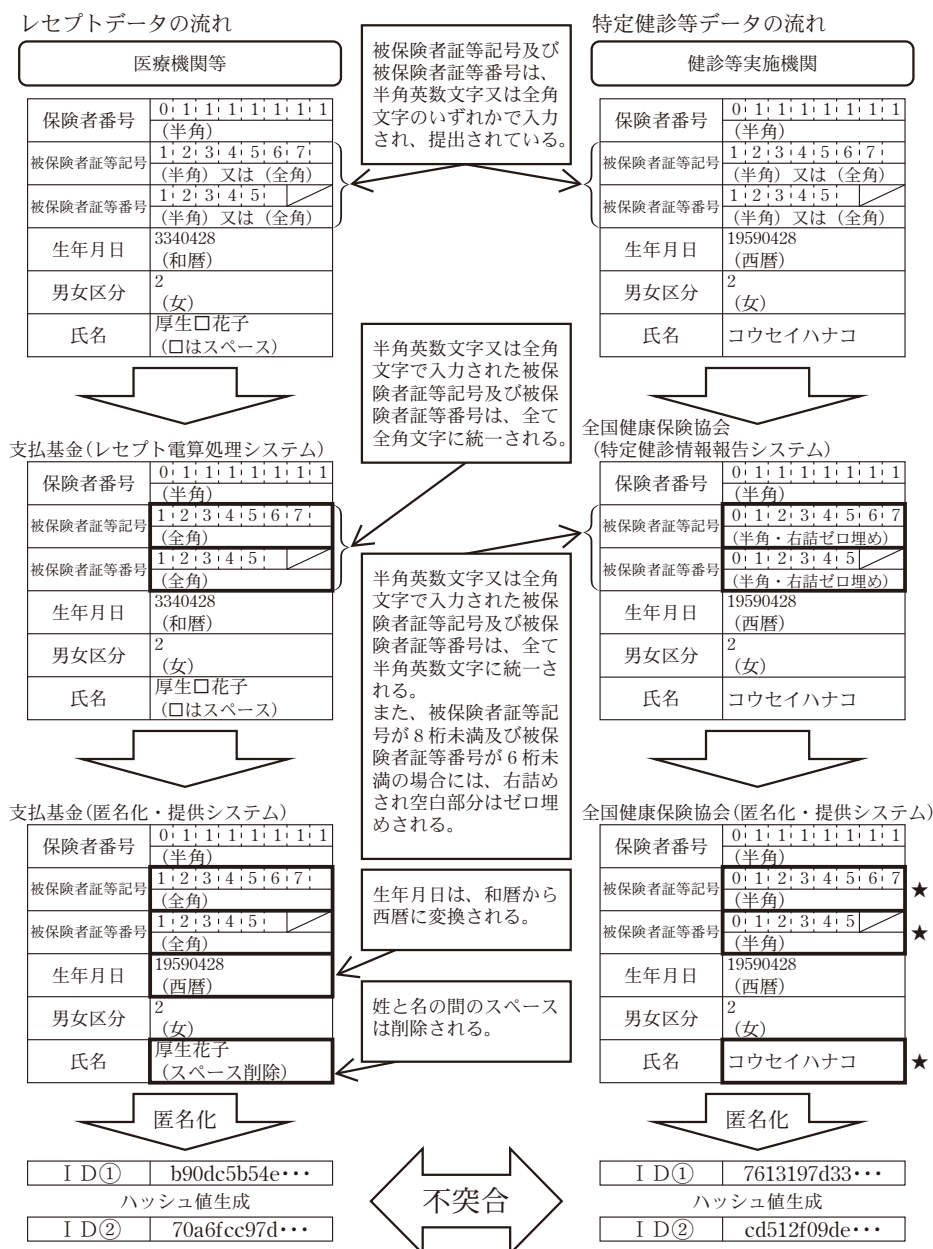 レセプトデータの流れ
医療機関等
保険者番号
0 1 1 1 1 1 1 1
(半角)
被保険者証等記号
1 2 3 4 5 6 7
(半角) 又は (全角)
被保険者証等番号
1 2 3 4 5
(半角) 又は (全角)
生年月日
3340428
(和暦)
男女区分
2
(女)
氏名
厚生□花子
(□はスペース)
支払基金(レセプト電算処理システム)
保険者番号
0 1 1 1 1 1 1 1
(半角)
被保険者証等記号
1 2 3 4 5 6 7
(全角)
被保険者証等番号
1 2 3 4 5
(全角)
生年月日
3340428
(和暦)
男女区分
2
(女)
氏名
厚生□花子
(□はスペース)
支払基金(匿名化・提供システム)
保険者番号
0 1 1 1 1 1 1 1
(半角)
被保険者証等記号
1 2 3 4 5 6 7
(全角)
被保険者証等番号
1 2 3 4 5
(全角)
生年月日
19590428
(西暦)
男女区分
2
(女)
氏名
厚生花子
(スペース削除)
匿名化
ＩＤ① b90dc5b54e･･･
ハッシュ値生成
ＩＤ② 70a6fcc97d･･･
被保険者証等記号及び
被保険者証等番号は、
半角英数文字又は全角
文字のいずれかで入力
され、提出されている。
半角英数文字又は全角
文字で入力された被保
険者証等記号及び被保
険者証等番号は、全て
全角文字に統一される。
半角英数文字又は全角
文字で入力された被保
険者証等記号及び被保
険者証等番号は、全て
半角英数文字に統一さ
れる。
また、被保険者証等記
号が８桁未満及び被保
険者証等番号が６桁未
満の場合には、右詰め
され空白部分はゼロ埋
めされる。
生年月日は、和暦から
西暦に変換される。
姓と名の間のスペース
は削除される。
不突合
特定健診等データの流れ
健診等実施機関
保険者番号
0 1 1 1 1 1 1 1
(半角)
被保険者証等記号
1 2 3 4 5 6 7
(半角) 又は (全角)
被保険者証等番号
1 2 3 4 5
(半角) 又は (全角)
生年月日
19590428
(西暦)
男女区分
2
(女)
氏名
コウセイハナコ
全国健康保険協会
(特定健診情報報告システム)
保険者番号
0 1 1 1 1 1 1 1
(半角)
被保険者証等記号
0 1 2 3 4 5 6 7
(半角・右詰ゼロ埋め)
被保険者証等番号
0 1 2 3 4 5
(半角・右詰ゼロ埋め)
生年月日
19590428
(西暦)
男女区分
2
(女)
氏名
コウセイハナコ
全国健康保険協会(匿名化・提供システム)
保険者番号
0 1 1 1 1 1 1 1
(半角)
被保険者証等記号
0 1 2 3 4 5 6 7
(半角)
★
被保険者証等番号
0 1 2 3 4 5
(半角)
★
生年月日
19590428
(西暦)
男女区分
2
(女)
氏名
コウセイハナコ
★
匿名化
ＩＤ① 7613197d33･･･
ハッシュ値生成
ＩＤ② cd512f09de･･･